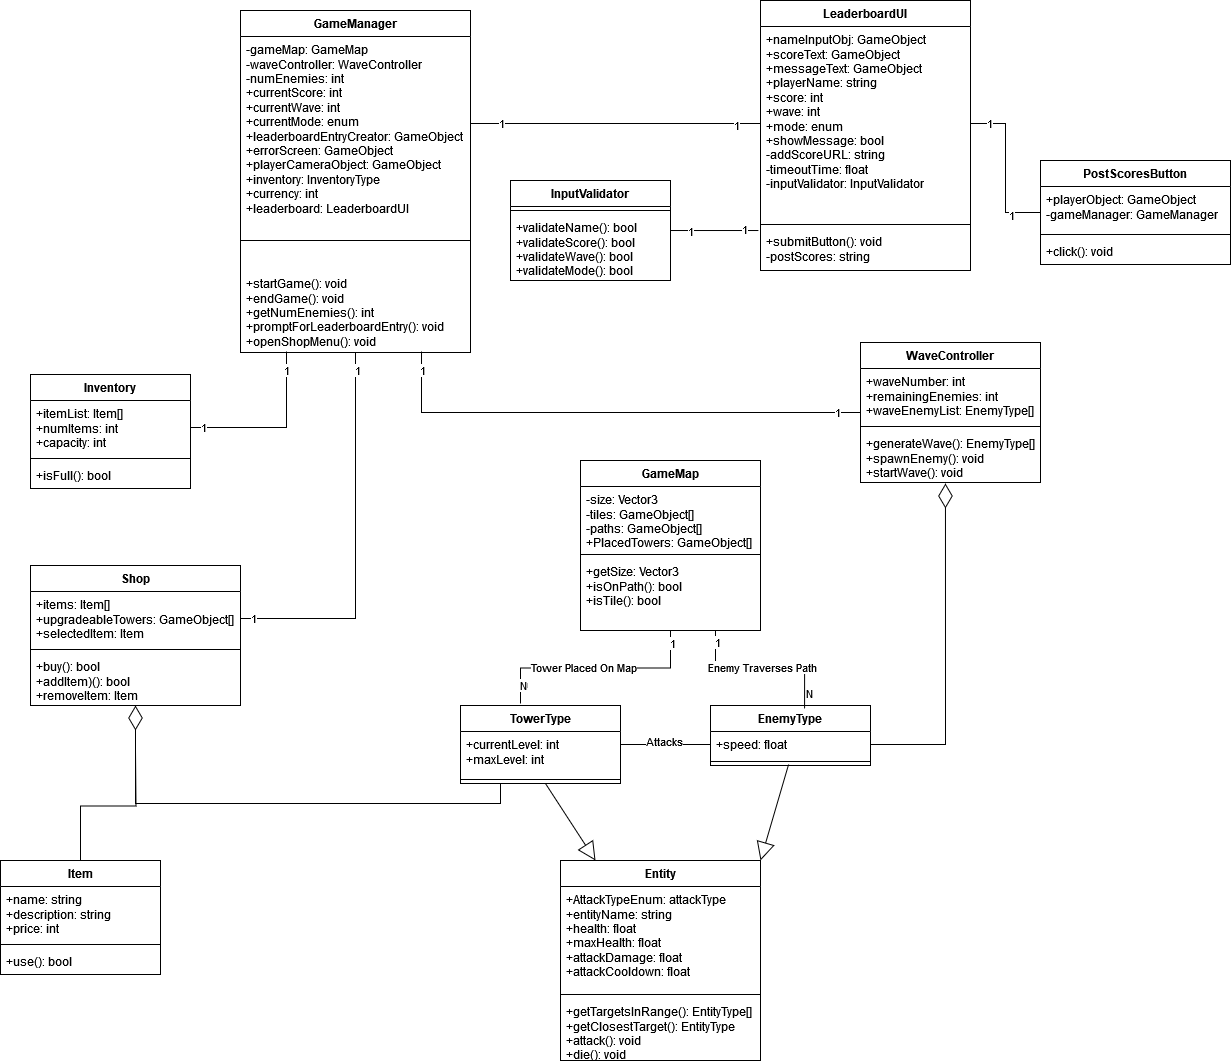 GameManager
-gameMap: GameMap
-waveController: WaveController
-numEnemies: int
+currentScore: int
+currentWave: int
+currentMode: enum
+leaderboardEntryCreator: GameObject
+errorScreen: GameObject
+playerCameraObject: GameObject
+inventory: InventoryType
+currency: int
+leaderboard: LeaderboardUI
+startGame(): void
+endGame(): void
+getNumEnemies(): int
+promptForLeaderboardEntry(): void
+openShopMenu(): void
LeaderboardUI
+nameInputObj: GameObject
+scoreText: GameObject
+messageText: GameObject
+playerName: string
+score: int
+wave: int
+mode: enum
+showMessage: bool
-addScoreURL: string
-timeoutTime: float
-inputValidator: InputValidator
+submitButton(): void
-postScores: string
1
1
1
1
PostScoresButton
+playerObject: GameObject
-gameManager: GameManager
+click(): void
InputValidator
+validateName(): bool
+validateScore(): bool
+validateWave(): bool
+validateMode(): bool
1
1
1
1
1
Inventory
+itemList: Item[]
+numItems: int
+capacity: int
+isFull(): bool
1
WaveController
+waveNumber: int
+remainingEnemies: int
+waveEnemyList: EnemyType[]
+generateWave(): EnemyType[]
+spawnEnemy(): void
+startWave(): void
1
GameMap
-size: Vector3
-tiles: GameObject[]
-paths: GameObject[]
+PlacedTowers: GameObject[]
+getSize: Vector3
+isOnPath(): bool
+isTile(): bool
Shop
+items: Item[]
+upgradeableTowers: GameObject[]
+selectedItem: Item
+buy(): bool
+addItem)(): bool
+removeItem: Item
1
1
1
Tower Placed On Map
Enemy Traverses Path
N
N
TowerType
+currentLevel: int
+maxLevel: int
Attacks
EnemyType
+speed: float
Item
+name: string
+description: string
+price: int
+use(): bool
Entity
+AttackTypeEnum: attackType
+entityName: string
+health: float
+maxHealth: float
+attackDamage: float
+attackCooldown: float
+getTargetsInRange(): EntityType[]
+getClosestTarget(): EntityType
+attack(): void
+die(): void